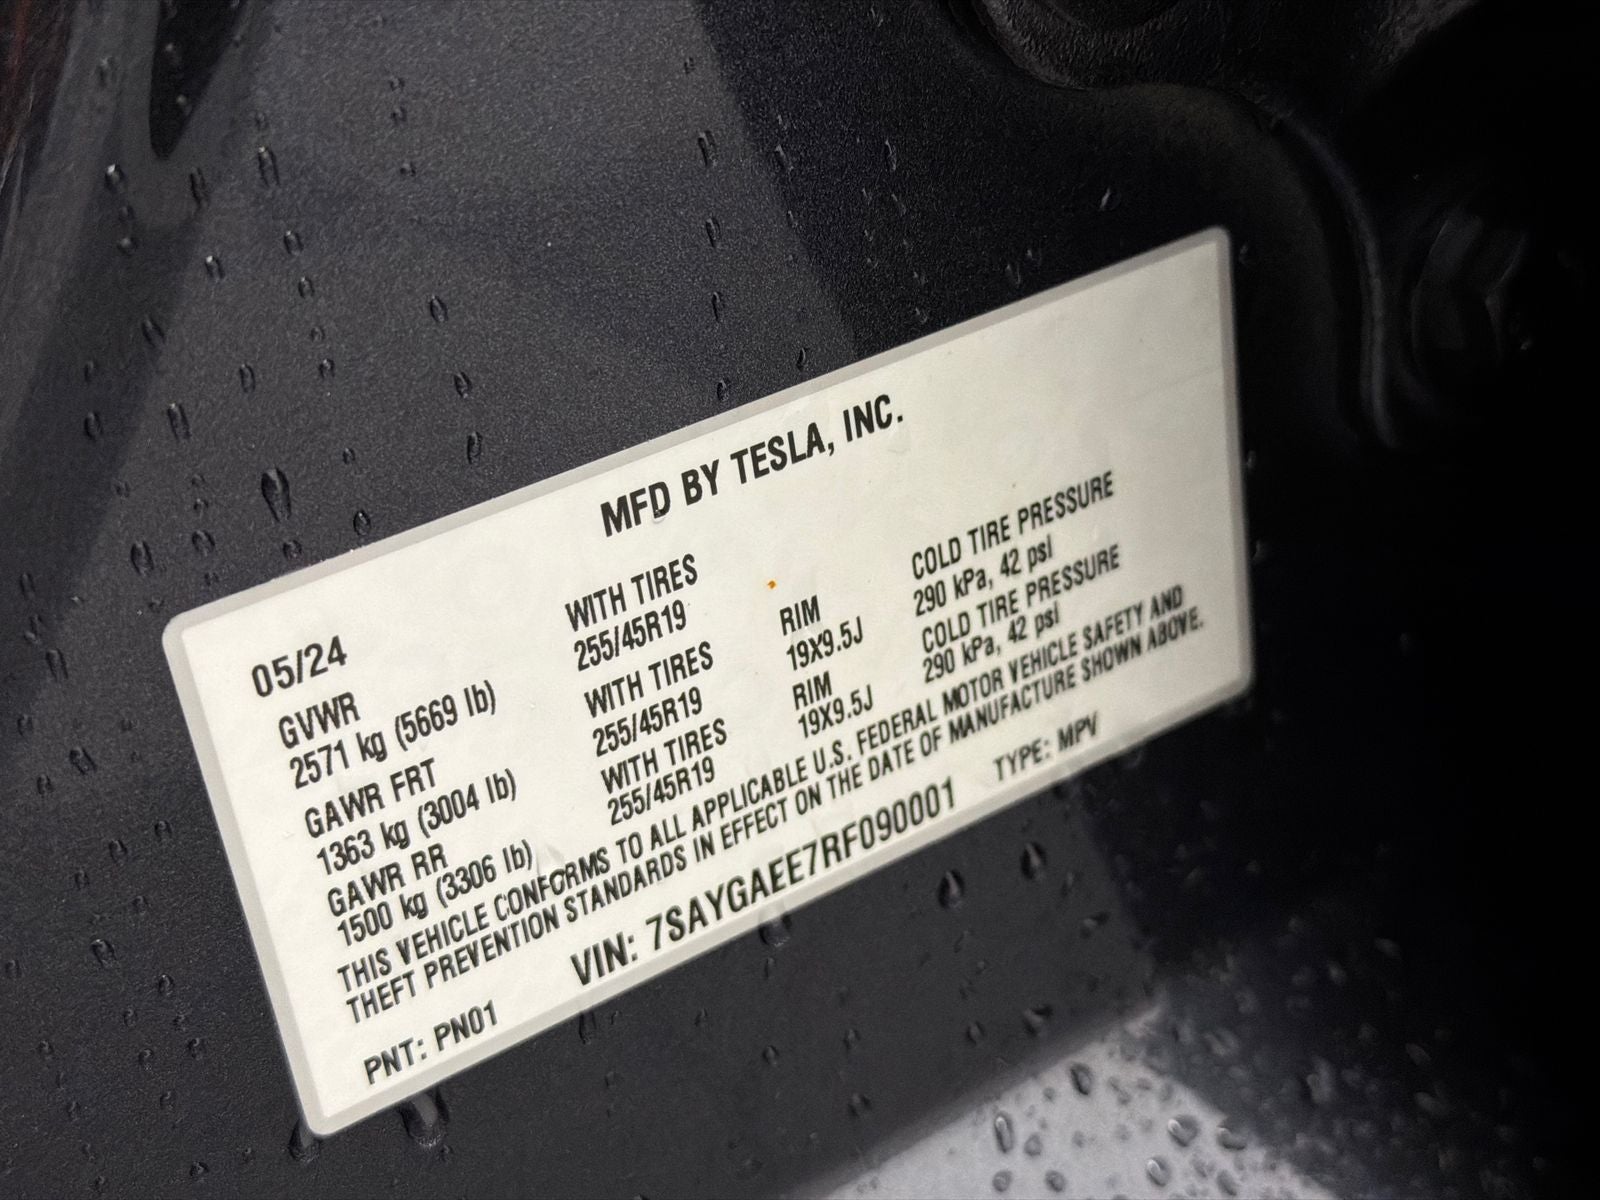 MFD BY TESLA, INC.
05/24
GVWR WITH TIRES
2571 kg (5669 lb) 255/45R19 RIM COLD TIRE PRESSURE
GAWR FRT WITH TIRES 19X9.5J 290 kPa, 42 psI
1363 kg (3004 lb) 255/45R19 RIM COLD TIRE PRESSURE
GAWR RR WITH TIRES 19X9.5J 290 kPa, 42 psI
1500 kg (3306 lb) 255/45R19
THIS VEHICLE CONFORMS TO ALL APPLICABLE U.S. FEDERAL MOTOR VEHICLE SAFETY AND
THEFT PREVENTION STANDARDS IN EFFECT ON THE DATE OF MANUFACTURE SHOWN ABOVE.
VIN: 7SAYGAEE7RF090001 TYPE: MPV
PNT: PN01